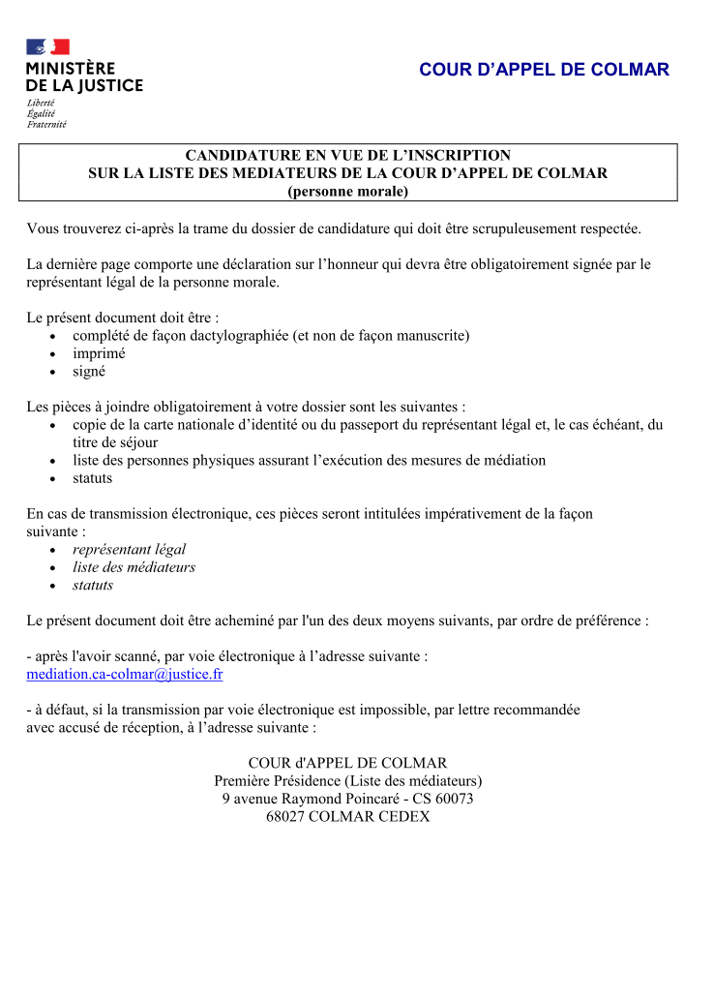 MINISTÈRE
DE LA JUSTICE
Liberté
Égalité
Fraternité
COUR D’APPEL DE COLMAR
CANDIDATURE EN VUE DE L’INSCRIPTION
SUR LA LISTE DES MEDIATEURS DE LA COUR D’APPEL DE COLMAR
(personne morale)
Vous trouverez ci-après la trame du dossier de candidature qui doit être scrupuleusement respectée.
La dernière page comporte une déclaration sur l’honneur qui devra être obligatoirement signée par le
représentant légal de la personne morale.
Le présent document doit être :
• complété de façon dactylographiée (et non de façon manuscrite)
• imprimé
• signé
Les pièces à joindre obligatoirement à votre dossier sont les suivantes :
• copie de la carte nationale d’identité ou du passeport du représentant légal et, le cas échéant, du
titre de séjour
• liste des personnes physiques assurant l’exécution des mesures de médiation
• statuts
En cas de transmission électronique, ces pièces seront intitulées impérativement de la façon
suivante :
• représentant légal
• liste des médiateurs
• statuts
Le présent document doit être acheminé par l'un des deux moyens suivants, par ordre de préférence :
- après l'avoir scanné, par voie électronique à l’adresse suivante :
mediation.ca-colmar@justice.fr
- à défaut, si la transmission par voie électronique est impossible, par lettre recommandée
avec accusé de réception, à l’adresse suivante :
COUR d'APPEL DE COLMAR
Première Présidence (Liste des médiateurs)
9 avenue Raymond Poincaré - CS 60073
68027 COLMAR CEDEX